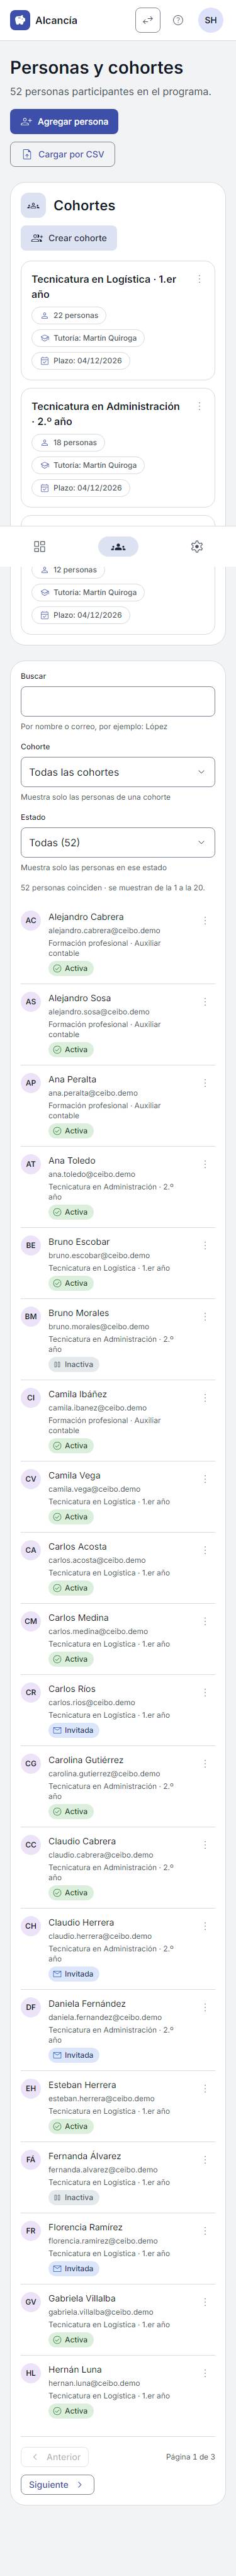 Alcancía
SH
Personas y cohortes
52 personas participantes en el programa.
Agregar persona
Cargar por CSV
Cohortes
Crear cohorte
Tecnicatura en Logística · 1.er
año
22 personas
Tutoría: Martín Quiroga
Plazo: 04/12/2026
Tecnicatura en Administración
· 2.º año
18 personas
Tutoría: Martín Quiroga
Plazo: 04/12/2026
12 personas
Tutoría: Martín Quiroga
Plazo: 04/12/2026
Buscar
Por nombre o correo, por ejemplo: López
Cohorte
Todas las cohortes
Muestra solo las personas de una cohorte
Estado
Todas (52)
Muestra solo las personas en ese estado
52 personas coinciden · se muestran de la 1 a la 20.
AC
Alejandro Cabrera
alejandro.cabrera@ceibo.demo
Formación profesional · Auxiliar
contable
Activa
AS
Alejandro Sosa
alejandro.sosa@ceibo.demo
Formación profesional · Auxiliar
contable
Activa
AP
Ana Peralta
ana.peralta@ceibo.demo
Formación profesional · Auxiliar
contable
Activa
AT
Ana Toledo
ana.toledo@ceibo.demo
Tecnicatura en Administración · 2.º
año
Activa
BE
Bruno Escobar
bruno.escobar@ceibo.demo
Tecnicatura en Logística · 1.er año
Activa
BM
Bruno Morales
bruno.morales@ceibo.demo
Tecnicatura en Administración · 2.º
año
Inactiva
CI
Camila Ibáñez
camila.ibanez@ceibo.demo
Formación profesional · Auxiliar
contable
Activa
CV
Camila Vega
camila.vega@ceibo.demo
Tecnicatura en Logística · 1.er año
Activa
CA
Carlos Acosta
carlos.acosta@ceibo.demo
Tecnicatura en Logística · 1.er año
Activa
CM
Carlos Medina
carlos.medina@ceibo.demo
Tecnicatura en Logística · 1.er año
Activa
CR
Carlos Ríos
carlos.rios@ceibo.demo
Tecnicatura en Logística · 1.er año
Invitada
CG
Carolina Gutiérrez
carolina.gutierrez@ceibo.demo
Tecnicatura en Administración · 2.º
año
Activa
CC
Claudio Cabrera
claudio.cabrera@ceibo.demo
Tecnicatura en Administración · 2.º
año
Activa
CH
Claudio Herrera
claudio.herrera@ceibo.demo
Tecnicatura en Administración · 2.º
año
Invitada
DF
Daniela Fernández
daniela.fernandez@ceibo.demo
Tecnicatura en Administración · 2.º
año
Invitada
EH
Esteban Herrera
esteban.herrera@ceibo.demo
Tecnicatura en Logística · 1.er año
Activa
FÁ
Fernanda Álvarez
fernanda.alvarez@ceibo.demo
Tecnicatura en Logística · 1.er año
Inactiva
FR
Florencia Ramírez
florencia.ramirez@ceibo.demo
Tecnicatura en Logística · 1.er año
Invitada
GV
Gabriela Villalba
gabriela.villalba@ceibo.demo
Tecnicatura en Logística · 1.er año
Activa
HL
Hernán Luna
hernan.luna@ceibo.demo
Tecnicatura en Logística · 1.er año
Activa
Anterior
Página 1 de 3
Siguiente